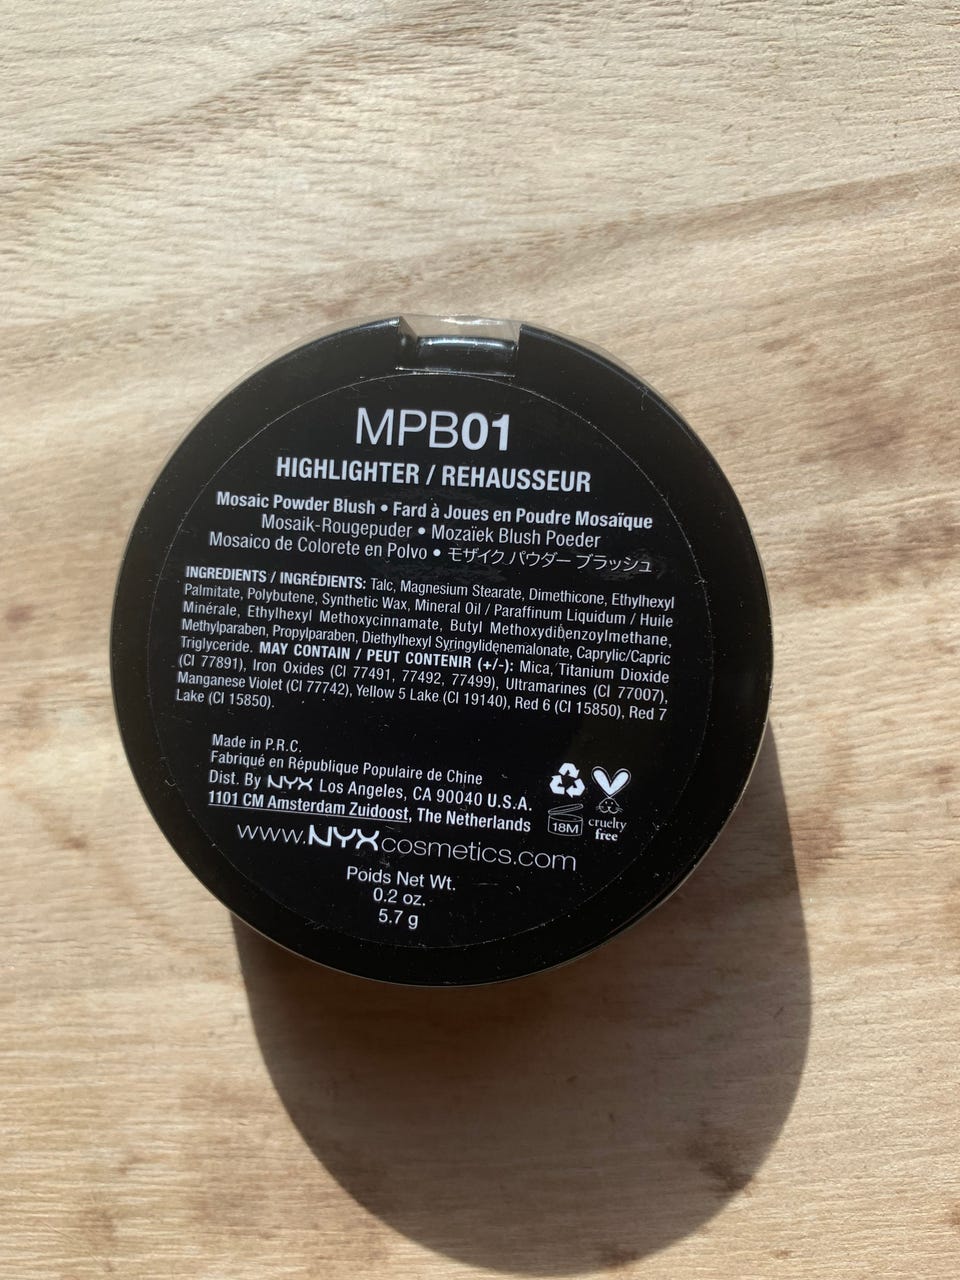 MPB01
HIGHLIGHTER / REHAUSSEUR
Mosaic Powder Blush • Fard à Joues en Poudre Mosaïque
Mosaik-Rougepuder • Mozaïek Blush Poeder
Mosaico de Colorete en Polvo • モザイク パウダー ブラッシュ
INGREDIENTS / INGRÉDIENTS: Talc, Magnesium Stearate, Dimethicone, Ethylhexyl
Palmitate, Polybutene, Synthetic Wax, Mineral Oil / Paraffinum Liquidum / Huile
Minérale, Ethylhexyl Methoxycinnamate, Butyl Methoxydibenzoylmethane,
Methylparaben, Propylparaben, Diethylhexyl Syringylidenemalonate, Caprylic/Capric
Triglyceride. MAY CONTAIN / PEUT CONTENIR (+/-): Mica, Titanium Dioxide
(CI 77891), Iron Oxides (CI 77491, 77492, 77499), Ultramarines (CI 77007),
Manganese Violet (CI 77742), Yellow 5 Lake (CI 19140), Red 6 (CI 15850), Red 7
Lake (CI 15850).
Made in P.R.C.
Fabriqué en République Populaire de Chine
Dist. By NYX Los Angeles, CA 90040 U.S.A.
1101 CM Amsterdam Zuidoost, The Netherlands
18M
cruelty
free
www.NYXcosmetics.com
Poids Net Wt.
0.2 oz.
5.7 g